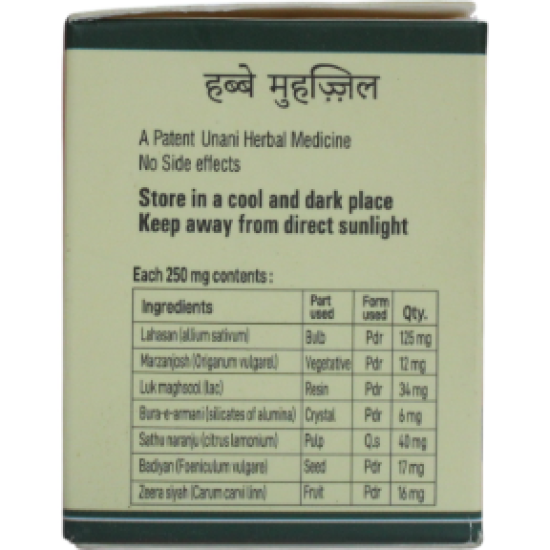 हब्बे मुहज़्ज़िल
A Patent Unani Herbal Medicine
No Side effects
Store in a cool and dark place
Keep away from direct sunlight
Each 250 mg contents :
Ingredients Part used Form used Qty.
Lahasan (allium sativum) Bulb Pdr 125 mg
Marzanjosh (Origanum vulgarel) Vegetative Pdr 12 mg
Luk maghsool (lac) Resin Pdr 34 mg
Bura-e-armani (silicates of alumina) Crystal Pdr 6 mg
Sathu naranju (citrus lemonium) Pulp Q.s 40 mg
Badiyan (Foeniculum vulgare) Seed Pdr 17 mg
Zeera siyah (Carum carvi linn) Fruit Pdr 16 mg